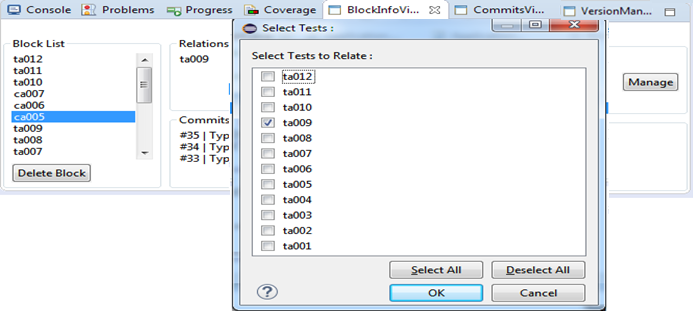 Console
Problems
Progress
Coverage
BlockInfoVi...
CommitsVi...
VersionMan...
Block List
ta012
ta011
ta010
ca007
ca006
ca005
ta009
ta008
ta007
Delete Block
Relations
ta009
Commits
#35 | Typ
#34 | Typ
#33 | Typ
Manage
Select Tests :
Select Tests to Relate :
ta012
ta011
ta010
ta009
ta008
ta007
ta006
ta005
ta004
ta003
ta002
ta001
Select All
Deselect All
?
OK
Cancel